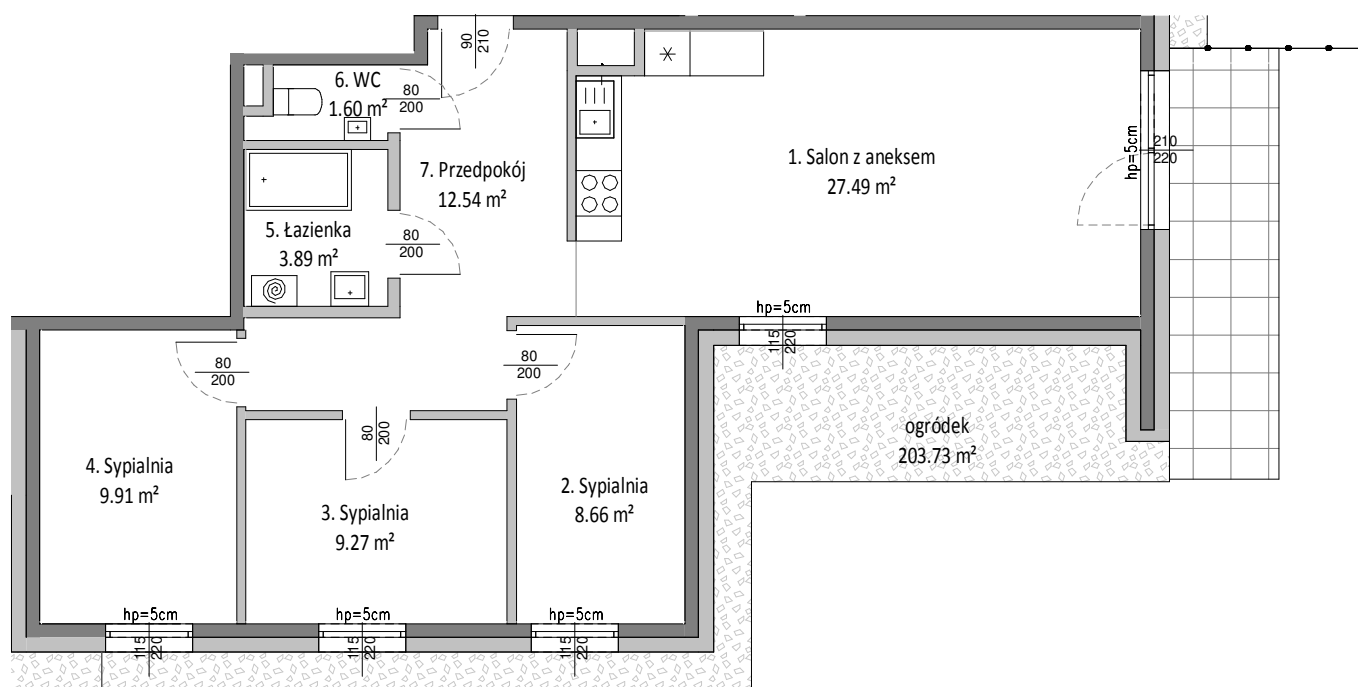 90
210
6. WC
1.60 m²
80
200
7. Przedpokój
12.54 m²
1. Salon z aneksem
27.49 m²
hp=5cm
210
220
5. Łazienka
3.89 m²
80
200
hp=5cm
115
220
80
200
80
200
80
200
ogródek
203.73 m²
4. Sypialnia
9.91 m²
3. Sypialnia
9.27 m²
2. Sypialnia
8.66 m²
hp=5cm
115
220
hp=5cm
115
220
hp=5cm
115
220